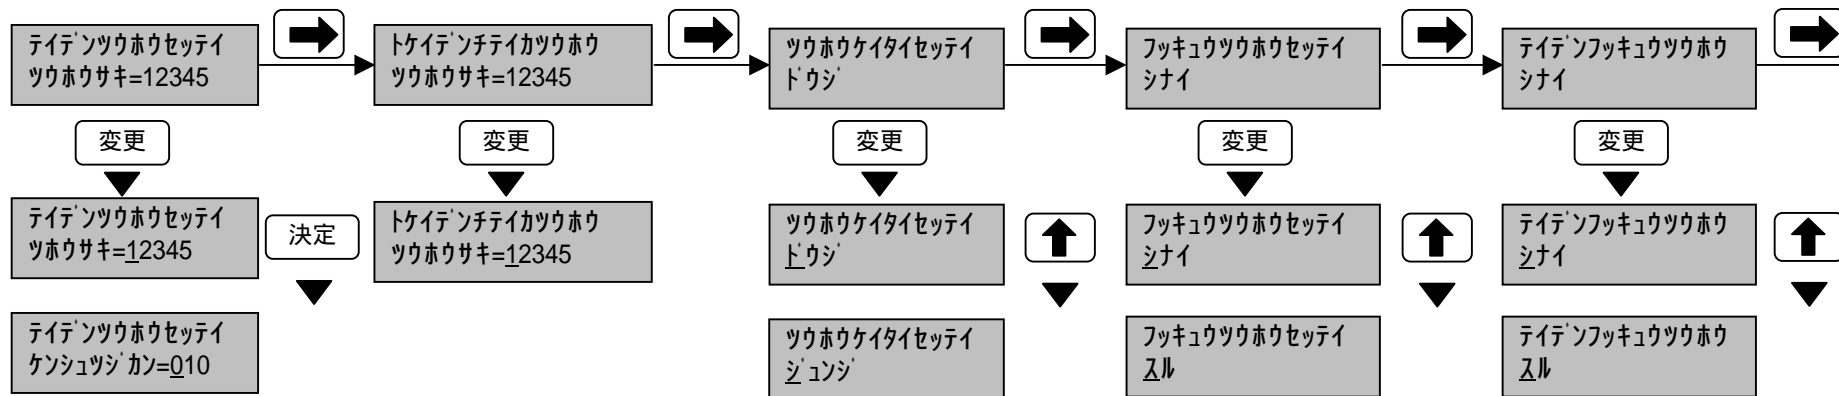 ﾃｲﾃﾞﾝﾂｳﾎｳｾｯﾃｲ
ﾂｳﾎｳｻｷ=12345
ﾄｹｲﾃﾞﾝﾁﾃｲｶﾂｳﾎｳ
ﾂｳﾎｳｻｷ=12345
ﾂｳﾎｳｹｲﾀｲｾｯﾃｲ
ﾄﾞｳｼﾞ
ﾌｯｷｭｳﾂｳﾎｳｾｯﾃｲ
ｼﾅｲ
ﾃｲﾃﾞﾝﾌｯｷｭｳﾂｳﾎｳ
ｼﾅｲ
変更
変更
変更
変更
変更
ﾃｲﾃﾞﾝﾂｳﾎｳｾｯﾃｲ
ﾂﾎｳｻｷ=12345
決定
ﾄｹｲﾃﾞﾝﾁﾃｲｶﾂｳﾎｳ
ﾂｳﾎｳｻｷ=12345
ﾂｳﾎｳｹｲﾀｲｾｯﾃｲ
ﾄﾞｳｼﾞ
ﾌｯｷｭｳﾂｳﾎｳｾｯﾃｲ
ｼﾅｲ
ﾃｲﾃﾞﾝﾌｯｷｭｳﾂｳﾎｳ
ｼﾅｲ
ﾃｲﾃﾞﾝﾂｳﾎｳｾｯﾃｲ
ｹﾝｼｭﾂｼﾞｶﾝ=010
ﾂｳﾎｳｹｲﾀｲｾｯﾃｲ
ｼﾞｭﾝｼﾞ
ﾌｯｷｭｳﾂｳﾎｳｾｯﾃｲ
ｽﾙ
ﾃｲﾃﾞﾝﾌｯｷｭｳﾂｳﾎｳ
ｽﾙ